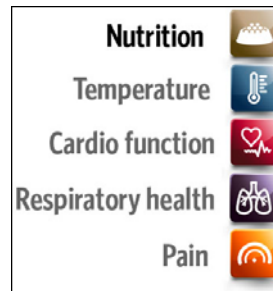 Nutrition
Temperature
Cardio function
Respiratory health
Pain